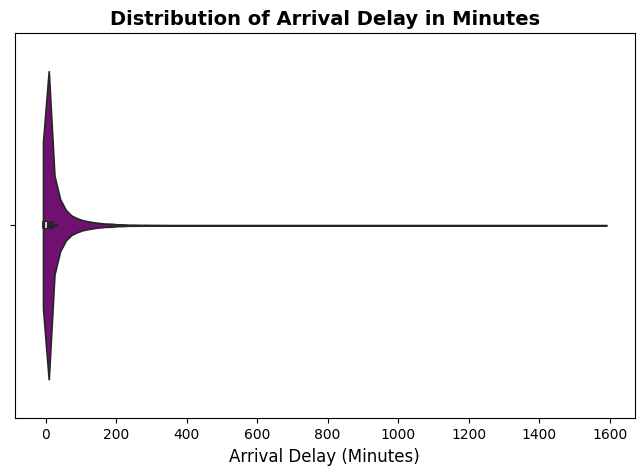 Distribution of Arrival Delay in Minutes
0 200 400 600 800 1000 1200 1400 1600
Arrival Delay (Minutes)